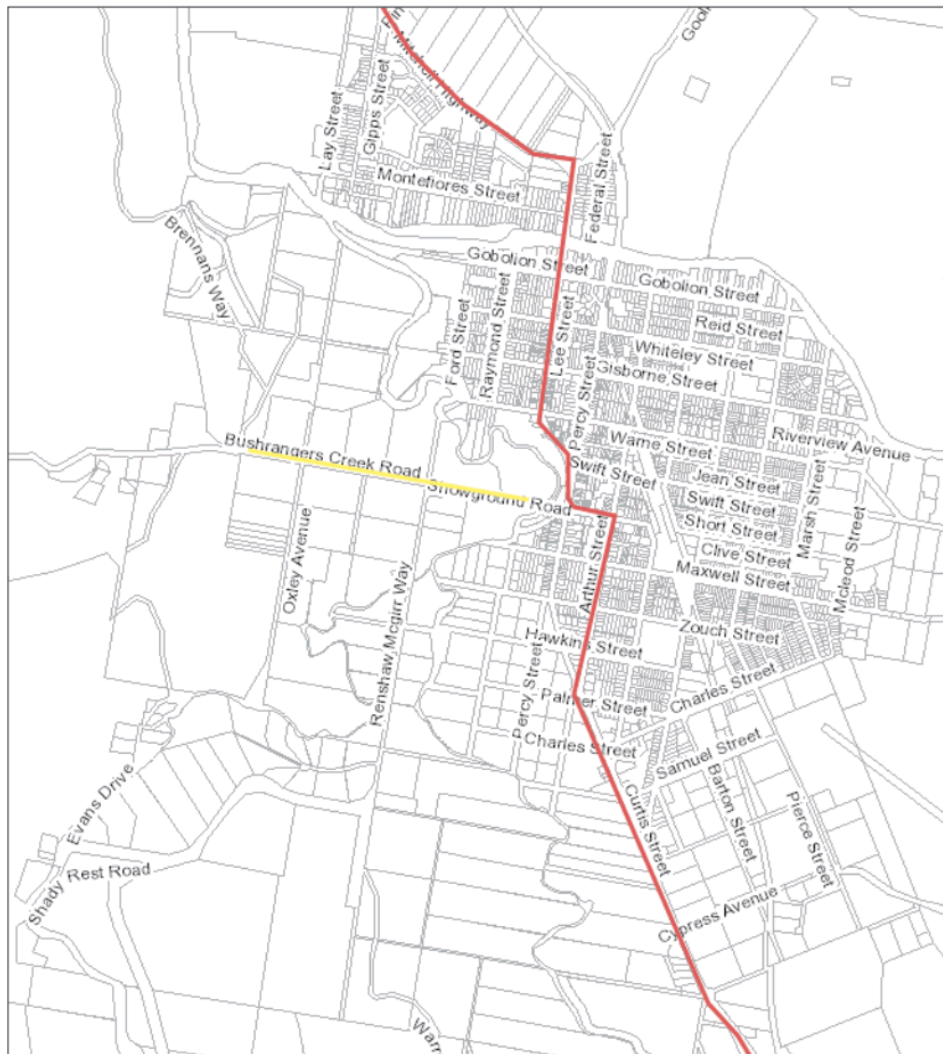 Mitchell Highway
Gipps Street
Lay Street
Montefiores Street
Federal Street
Brennans Way
Gobolion Street
Gobolion Street
Reid Street
Lee Street
Raymond Street
Ford Street
Whiteley Street
Gisborne Street
Percy Street
Warne Street
Riverview Avenue
Bushrangers Creek Road
Swift Street
Jean Street
Showground Road
Swift Street
Short Street
Marsh Street
Clive Street
Oxley Avenue
Arthur Street
Maxwell Street
Mcleod Street
Renshaw Mcgirr Way
Hawkins Street
Zouch Street
Percy Street
Palmer Street
Charles Street
Charles Street
Samuel Street
Evans Drive
Curtis Street
Barton Street
Pierce Street
Shady Rest Road
Cypress Avenue